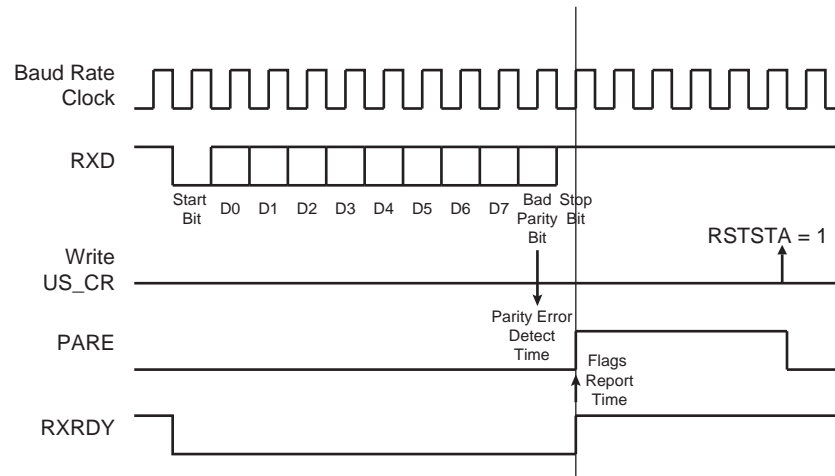 Baud Rate
Clock
RXD
Start
Bit
D0
D1
D2
D3
D4
D5
D6
D7
Bad
Parity
Bit
Stop
Bit
RSTSTA = 1
Write
US_CR
Parity Error
Detect
Time
PARE
Flags
Report
Time
RXRDY